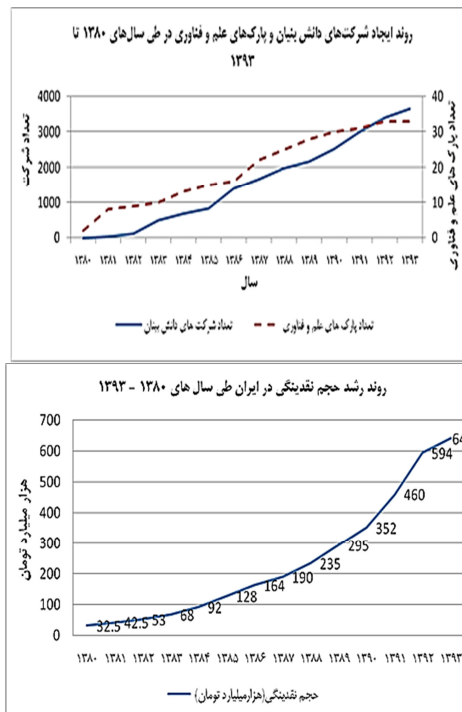 روند ایجاد شرکت‌های دانش بنیان و پارک‌های علم و فناوری در طی سال‌های ۱۳۸۰ تا
۱۳۹۳
تعداد شرکت
4000
3000
2000
1000
0
تعداد پارک های علم و فناوری
40
30
20
10
0
۱۳۸۰ ۱۳۸۱ ۱۳۸۲ ۱۳۸۳ ۱۳۸۴ ۱۳۸۵ ۱۳۸۶ ۱۳۸۷ ۱۳۸۸ ۱۳۸۹ ۱۳۹۰ ۱۳۹۱ ۱۳۹۲ ۱۳۹۳
سال
تعداد شرکت های دانش بینان
تعداد پارک های علم و فناوری
روند رشد حجم نقدینگی در ایران طی سال های ۱۳۸۰ - ۱۳۹۳
هزار میلیارد تومان
700
600
500
400
300
200
100
0
32.5 42.5 53 68 92 128 164 190 235 295 352 460 594 64
۱۳۸۰ ۱۳۸۱ ۱۳۸۲ ۱۳۸۳ ۱۳۸۴ ۱۳۸۵ ۱۳۸۶ ۱۳۸۷ ۱۳۸۸ ۱۳۸۹ ۱۳۹۰ ۱۳۹۱ ۱۳۹۲ ۱۳۹۳
حجم نقدینگی(هزارمیلیارد تومان)